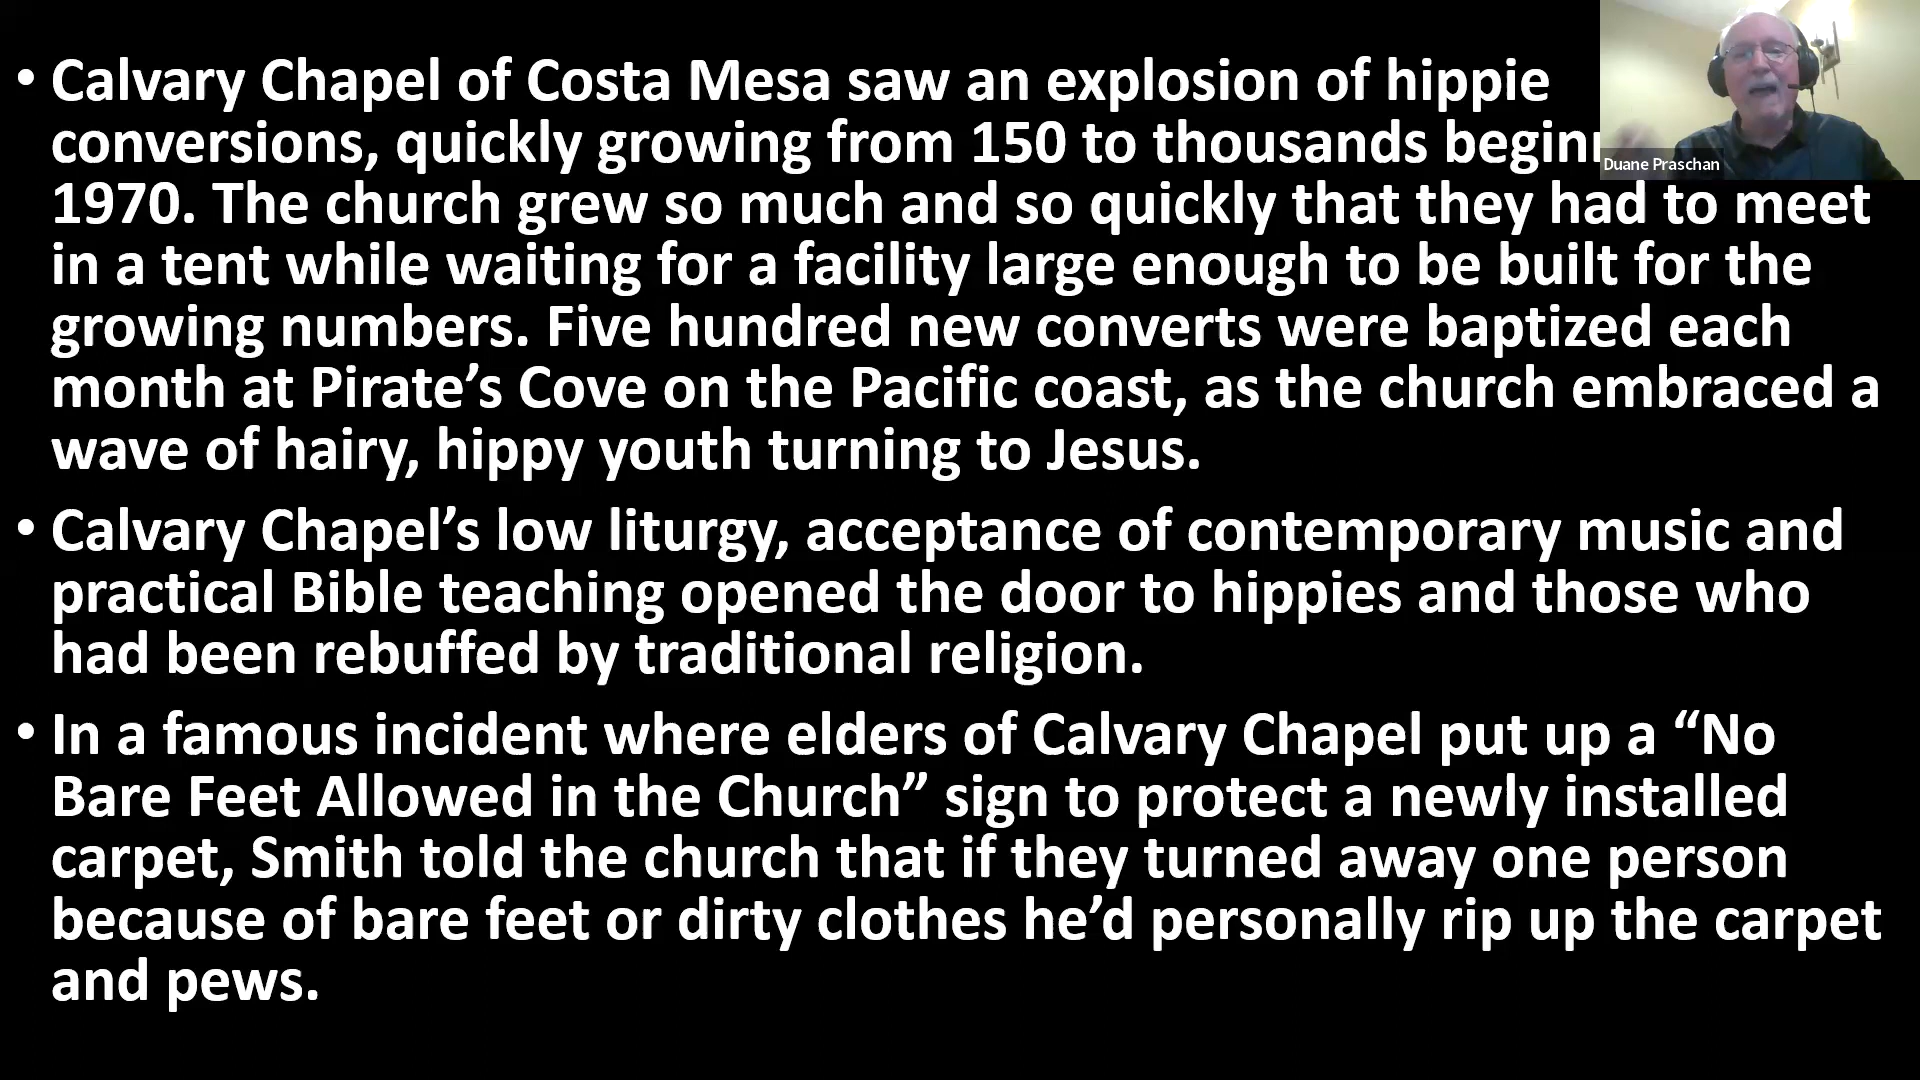 • Calvary Chapel of Costa Mesa saw an explosion of hippie
conversions, quickly growing from 150 to thousands
1970. The church grew so much and so quickly that they had to meet
in a tent while waiting for a facility large enough to be built for the
growing numbers. Five hundred new converts were baptized each
month at Pirate’s Cove on the Pacific coast, as the church embraced a
wave of hairy, hippy youth turning to Jesus.
• Calvary Chapel’s low liturgy, acceptance of contemporary music and
practical Bible teaching opened the door to hippies and those who
had been rebuffed by traditional religion.
• In a famous incident where elders of Calvary Chapel put up a “No
Bare Feet Allowed in the Church” sign to protect a newly installed
carpet, Smith told the church that if they turned away one person
because of bare feet or dirty clothes he’d personally rip up the carpet
and pews.
Duane Praschan